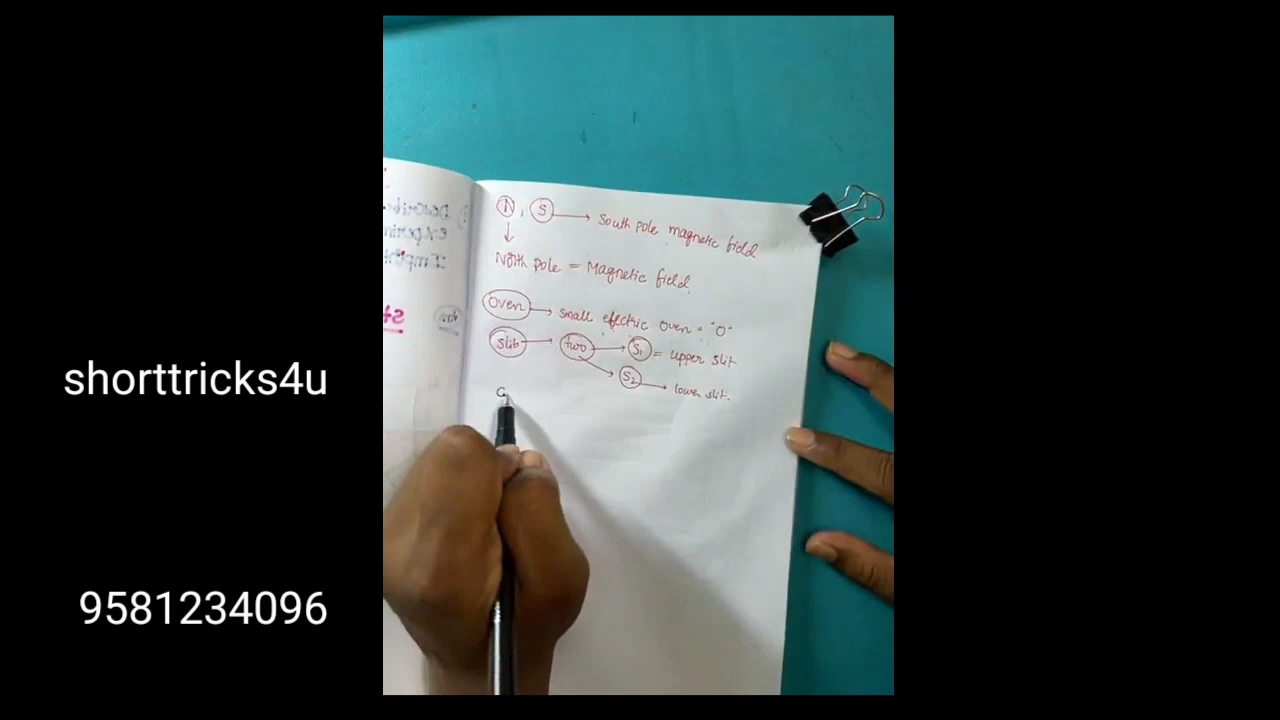 N, S → South pole magnetic field
↓
North pole = Magnetic field
Oven → small electric oven = "O"
slit → two → S1 = upper slit
S2 → lower slit.
shorttricks4u
9581234096